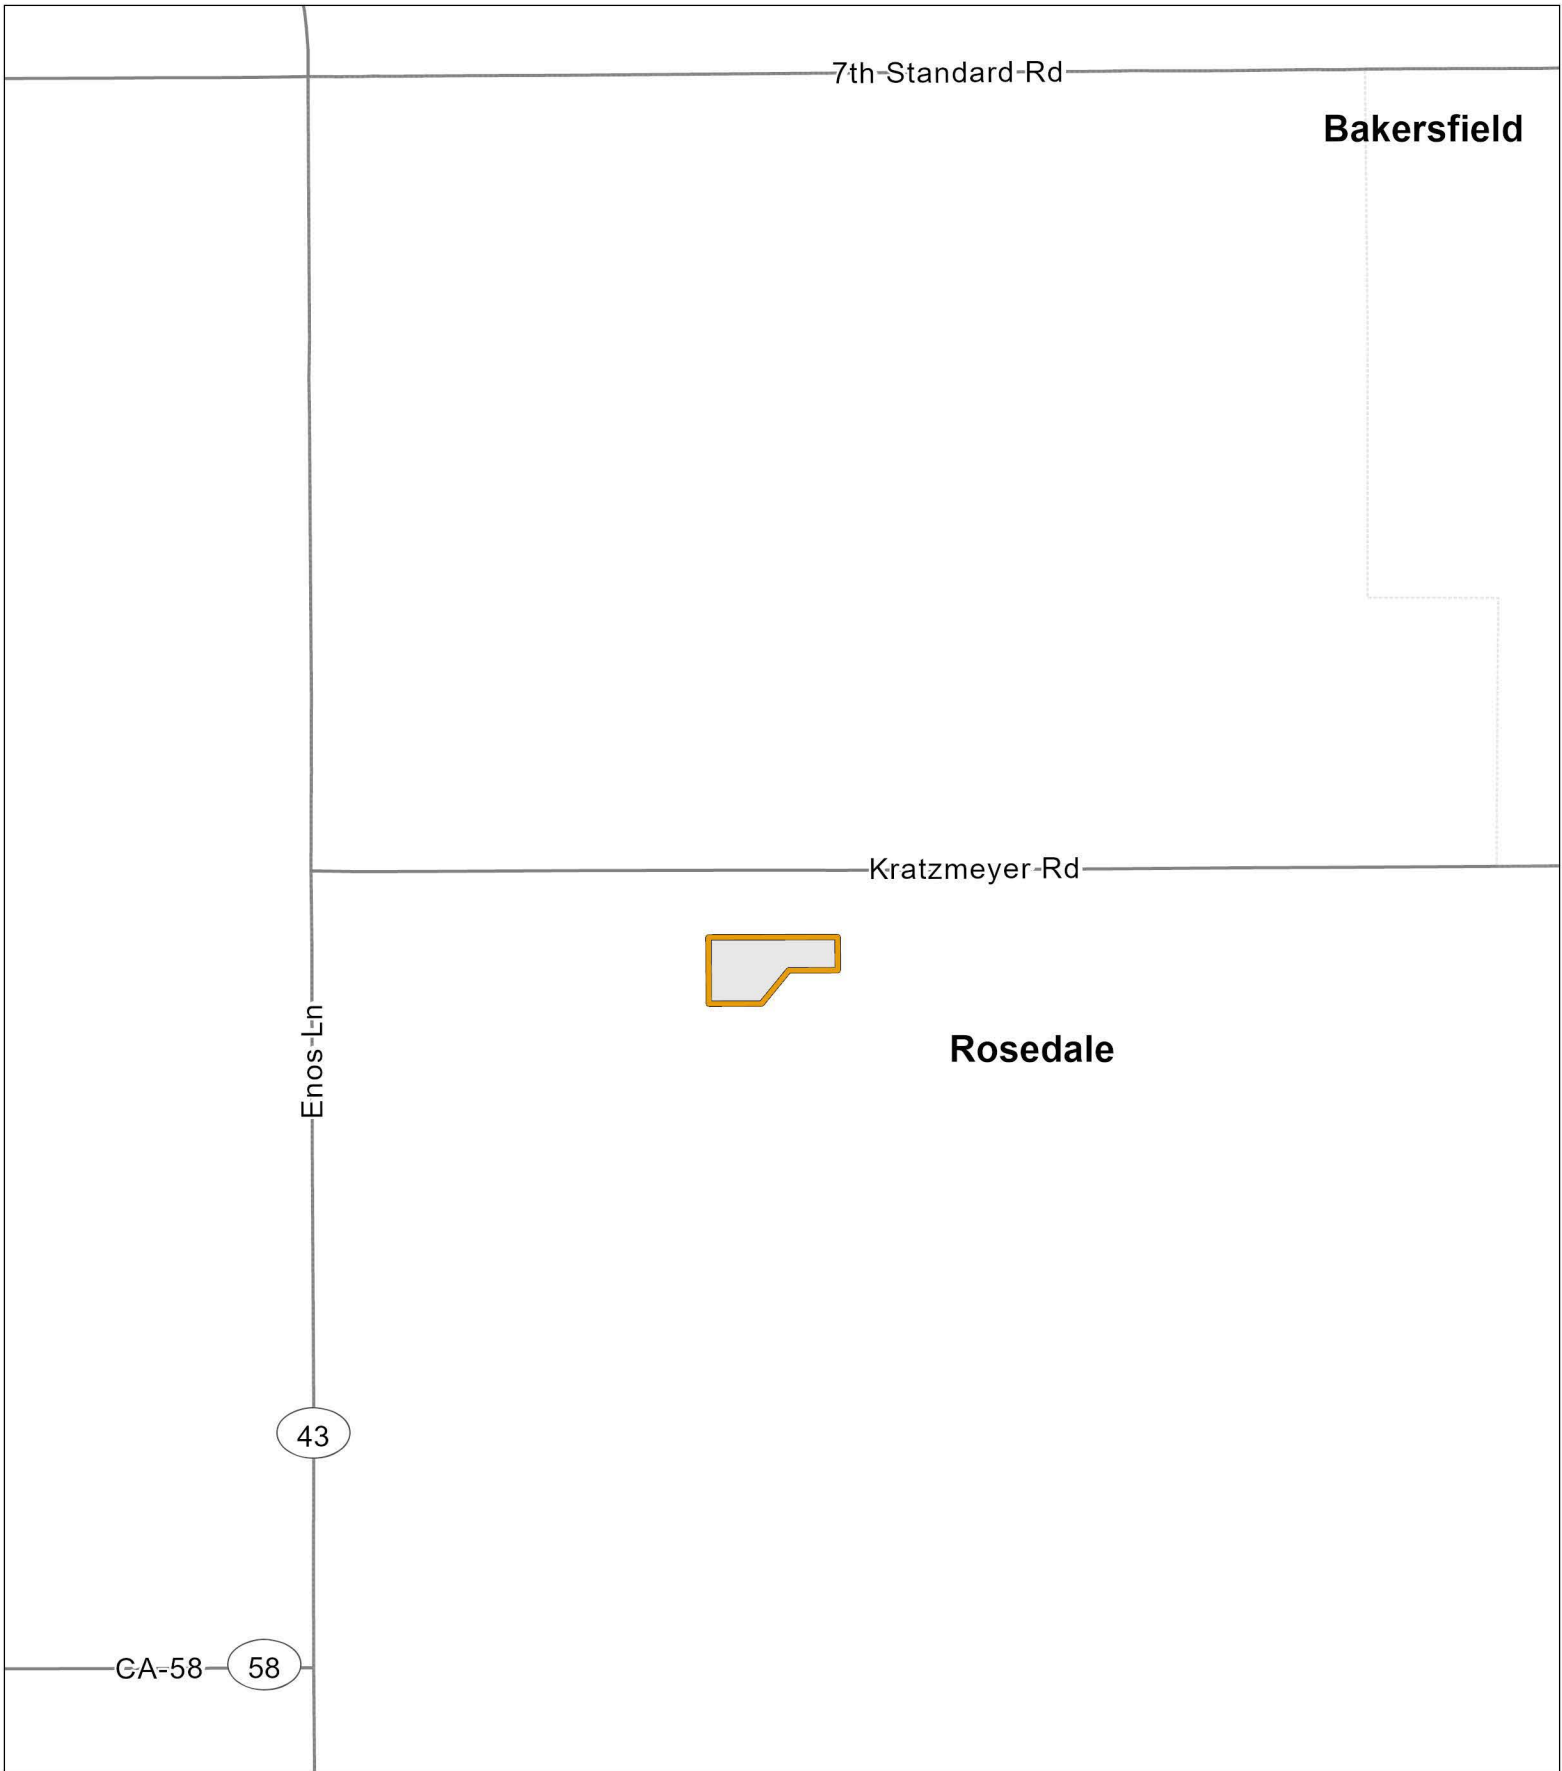 7th Standard Rd
Bakersfield
Kratzmeyer Rd
Enos Ln
Rosedale
43
CA-58
58